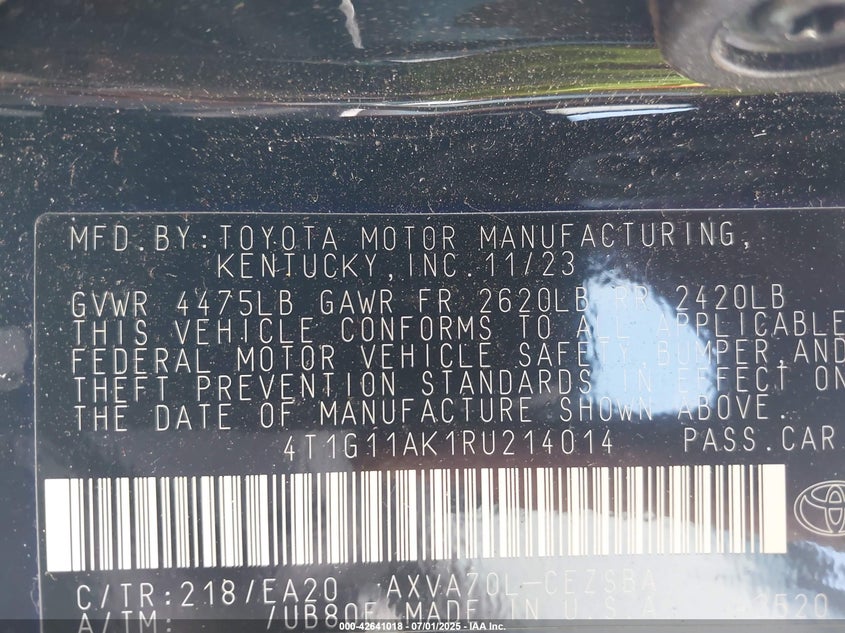 MFD.BY:TOYOTA MOTOR MANUFACTURING,
KENTUCKY,INC.11/23
GVWR 4475LB GAWR FR 2620LB RR 2420LB
THIS VEHICLE CONFORMS TO ALL APPLICABLE
FEDERAL MOTOR VEHICLE SAFETY, BUMPER,AND
THEFT PREVENTION STANDARDS IN EFFECT ON
THE DATE OF MANUFACTURE SHOWN ABOVE.
4T1G11AK1RU214014 PASS.CAR
C/TR:218/EA20 AXVA70L-CEZSBA
A/TM: /UB80F MADE IN U.S.A.
000-42641018 - 07/01/2025 - IAA Inc.